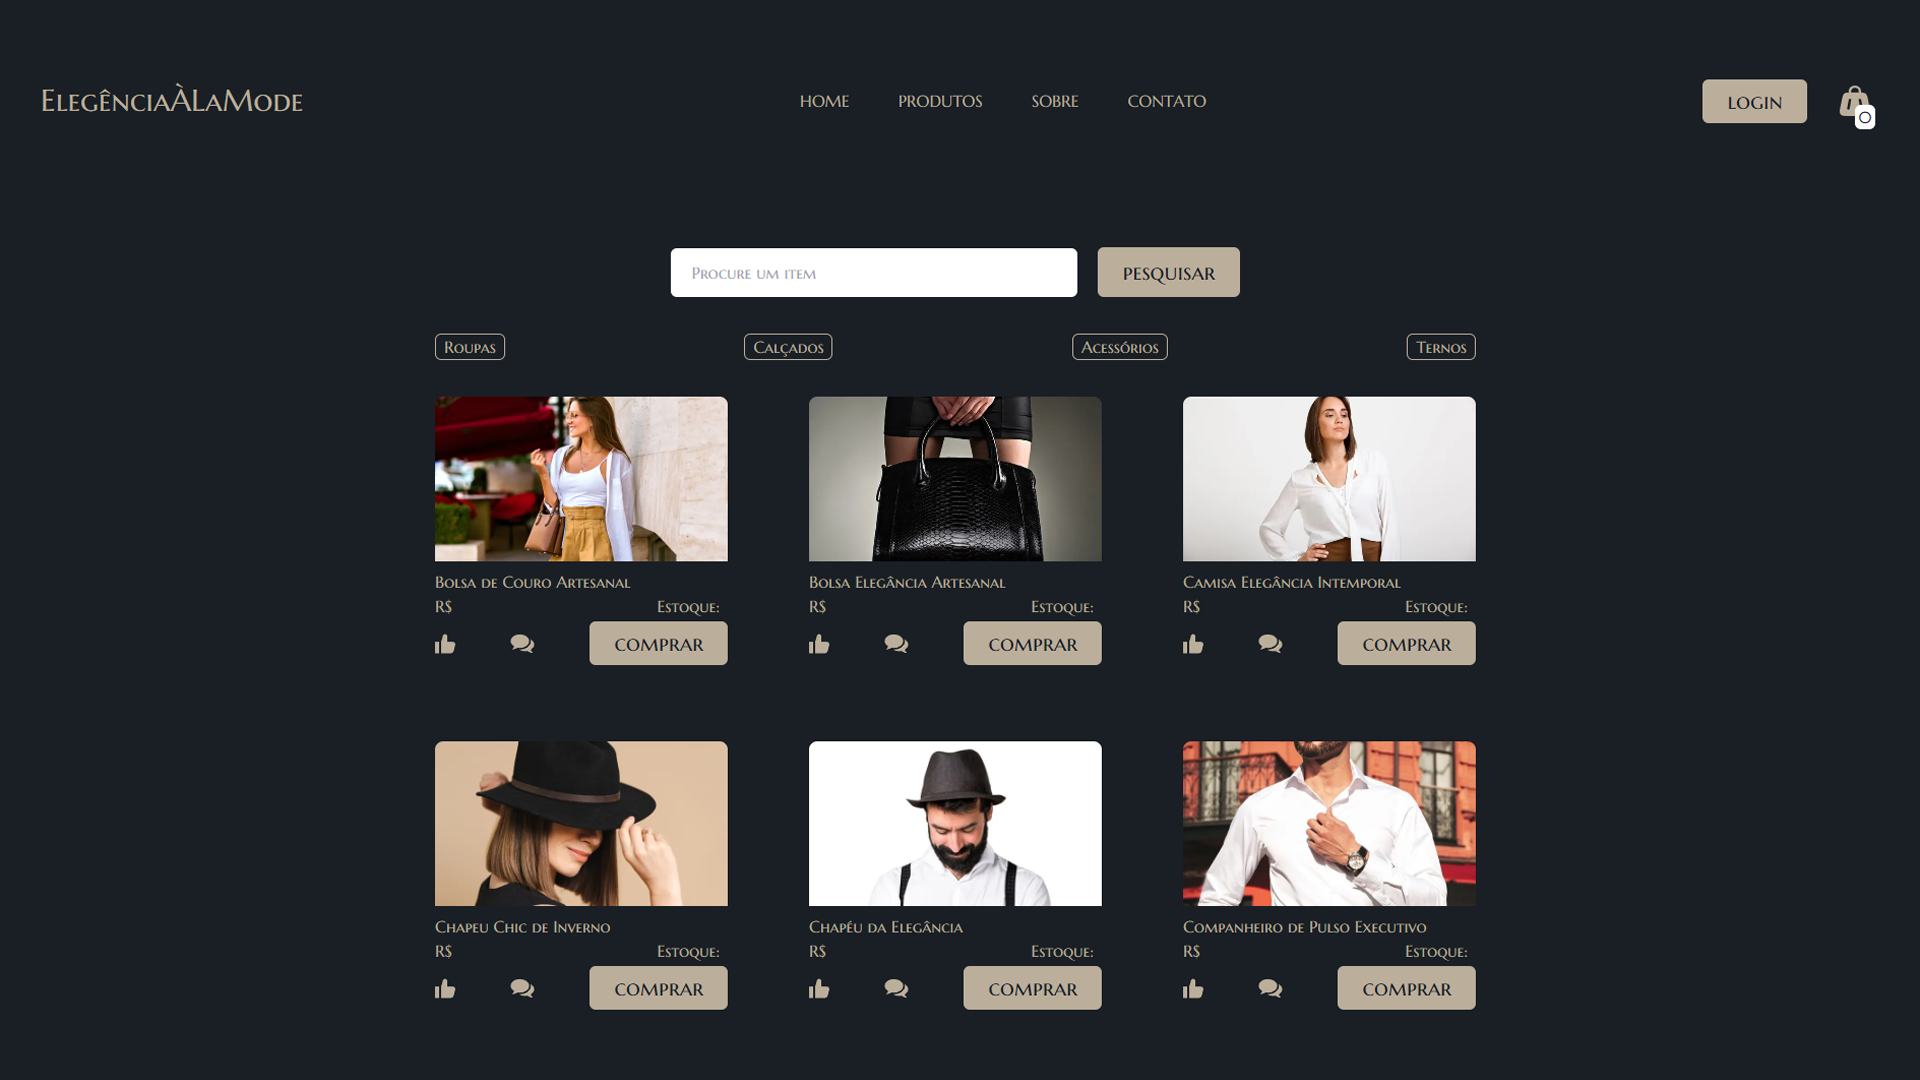 ElegênciaÀLaMode
HOME PRODUTOS SOBRE CONTATO
LOGIN
0
Procure um item
PESQUISAR
Roupas Calçados Acessórios Ternos
Bolsa de Couro Artesanal
R$ Estoque:
COMPRAR
Bolsa Elegância Artesanal
R$ Estoque:
COMPRAR
Camisa Elegância Intemporal
R$ Estoque:
COMPRAR
Chapeu Chic de Inverno
R$ Estoque:
COMPRAR
Chapéu da Elegância
R$ Estoque:
COMPRAR
Companheiro de Pulso Executivo
R$ Estoque:
COMPRAR